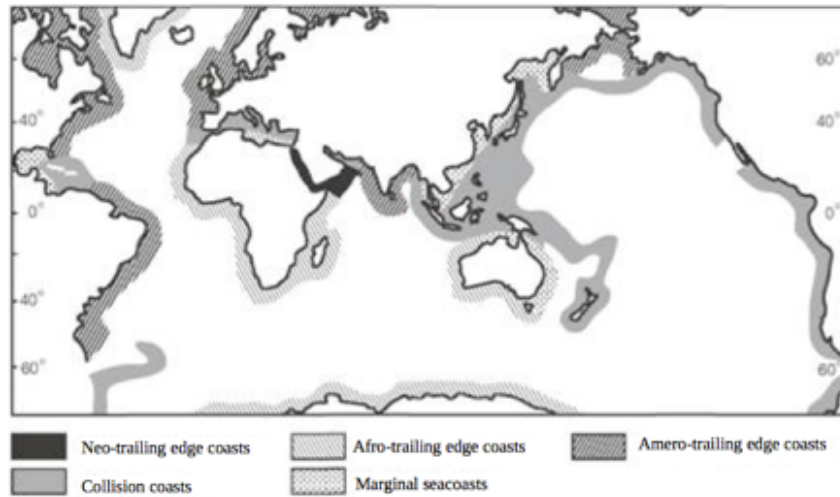 60° 60°
40° 40°
0° 0°
40° 40°
60° 60°
Neo-trailing edge coasts Afro-trailing edge coasts Amero-trailing edge coasts
Collision coasts Marginal seacoasts